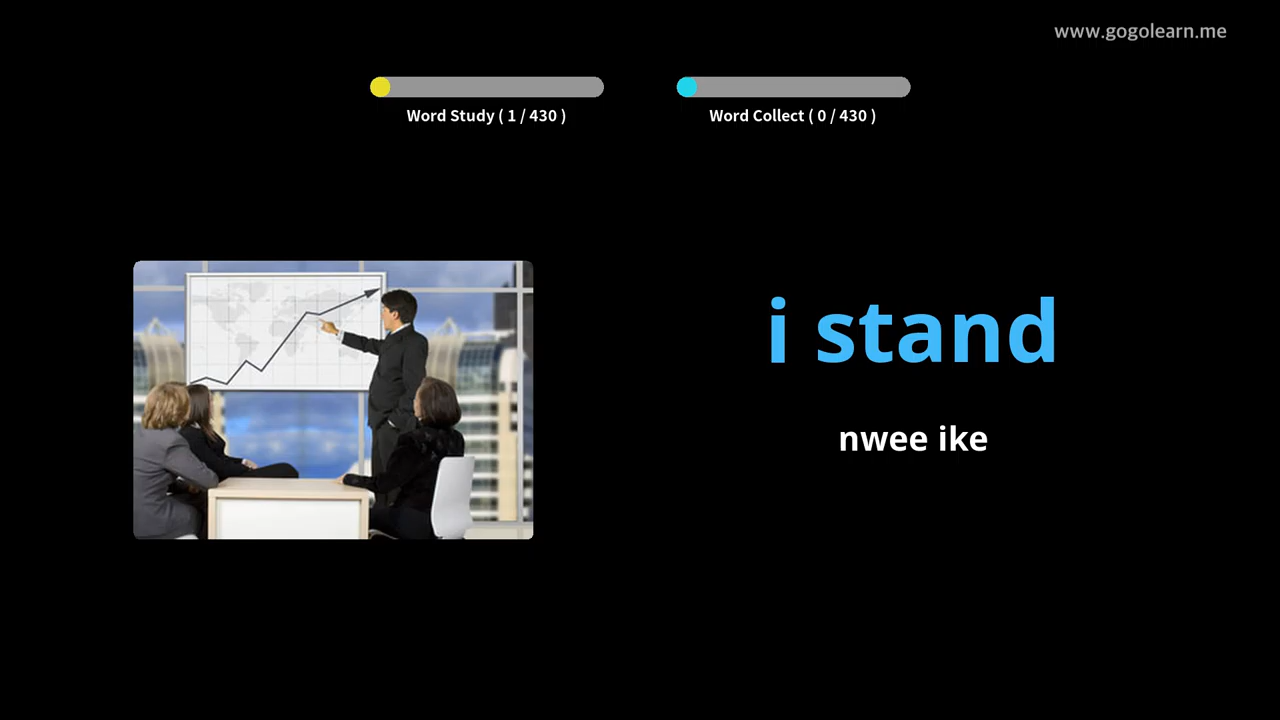 www.gogolearn.me
Word Study ( 1 / 430 )
Word Collect ( 0 / 430 )
i stand
nwee ike